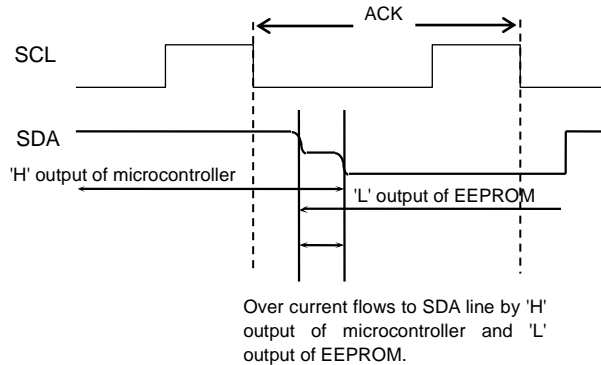 ACK
SCL
SDA
'H' output of microcontroller
'L' output of EEPROM
Over current flows to SDA line by 'H'
output of microcontroller and 'L'
output of EEPROM.